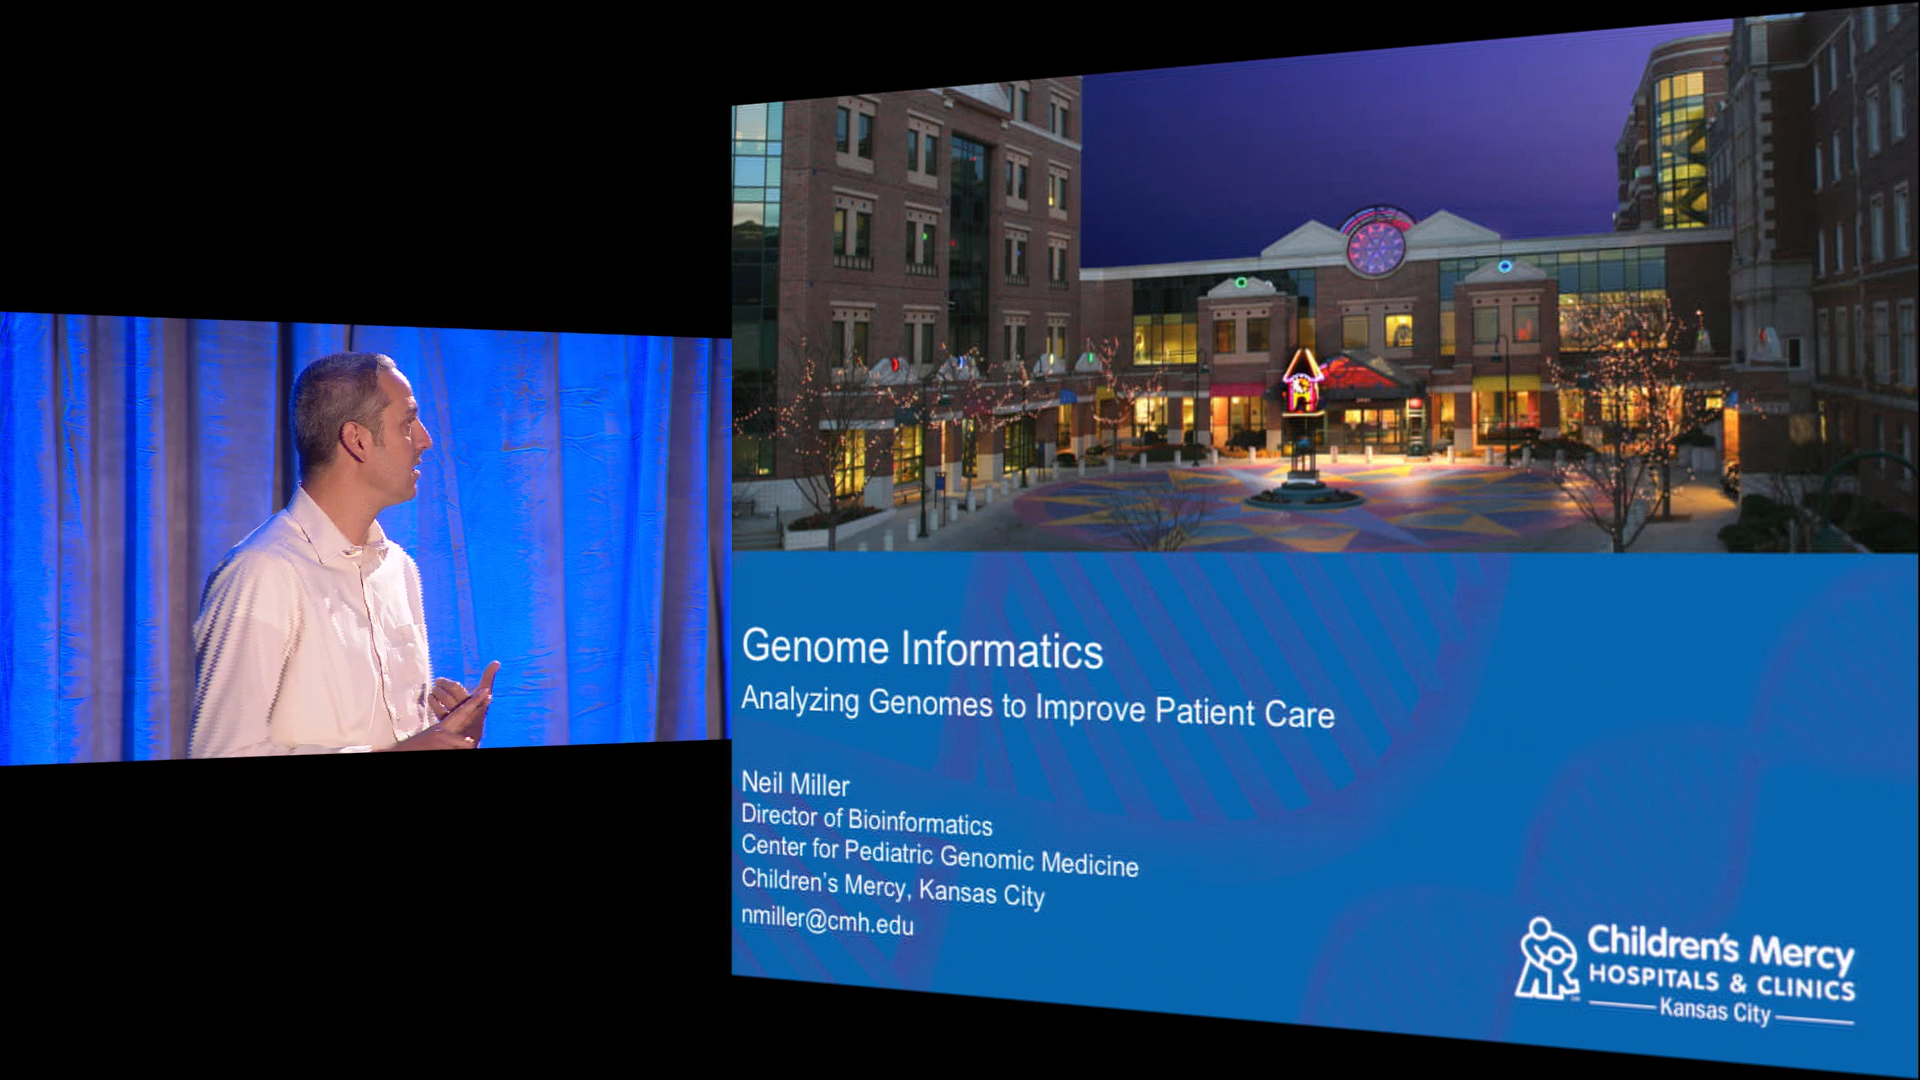 Genome Informatics
Analyzing Genomes to Improve Patient Care
Neil Miller
Director of Bioinformatics
Center for Pediatric Genomic Medicine
Children's Mercy, Kansas City
nmiller@cmh.edu
Children's Mercy
HOSPITALS & CLINICS
Kansas City